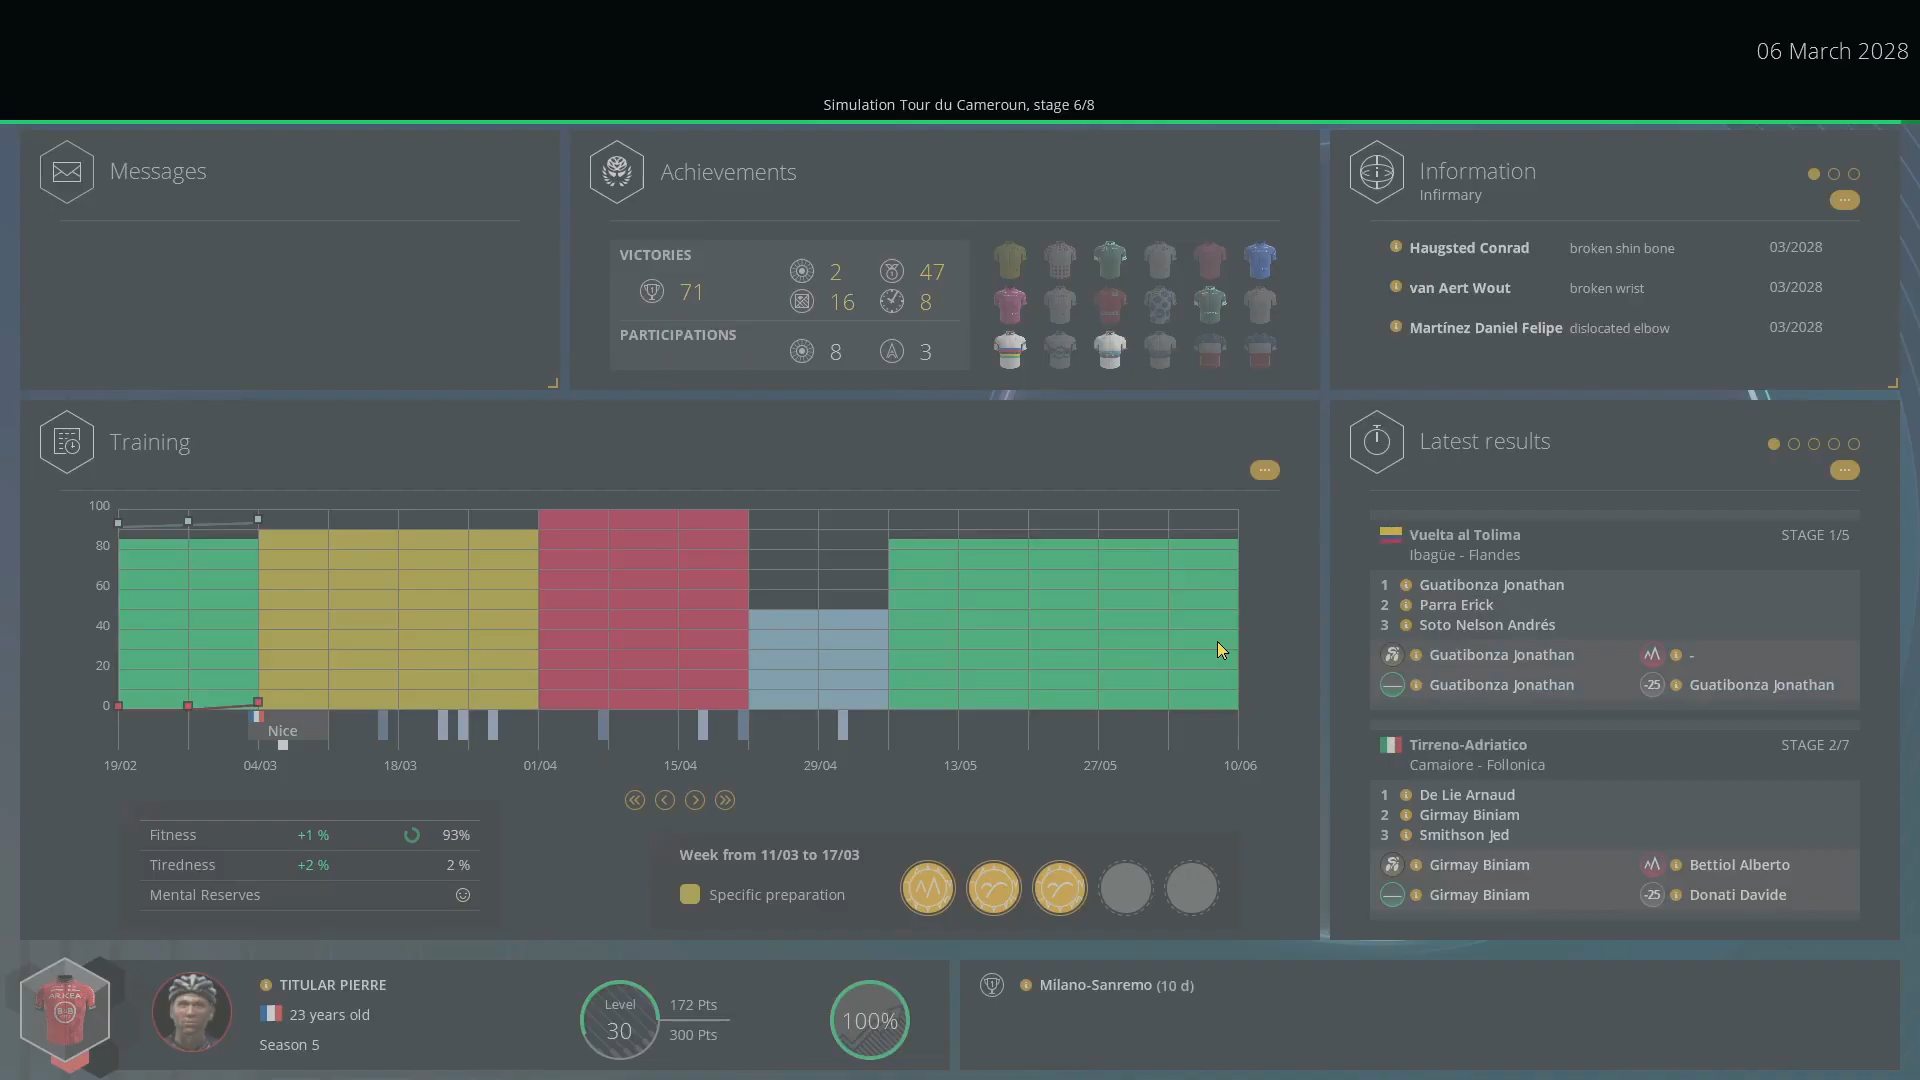 06 March 2028
Simulation Tour du Cameroun, stage 6/8
Messages
Achievements
VICTORIES
71
2
47
16
8
PARTICIPATIONS
8
3
Information
Infirmary
Haugsted Conrad broken shin bone 03/2028
van Aert Wout broken wrist 03/2028
Martínez Daniel Felipe dislocated elbow 03/2028
Training
100
80
60
40
20
0
Nice
19/02 04/03 18/03 01/04 15/04 29/04 13/05 27/05 10/06
Fitness +1 % 93%
Tiredness +2 % 2 %
Mental Reserves
Week from 11/03 to 17/03
Specific preparation
Latest results
Vuelta al Tolima STAGE 1/5
Ibagüe - Flandes
1 Guatibonza Jonathan
2 Parra Erick
3 Soto Nelson Andrés
Guatibonza Jonathan -
Guatibonza Jonathan -25 Guatibonza Jonathan
Tirreno-Adriatico STAGE 2/7
Camaiore - Follonica
1 De Lie Arnaud
2 Girmay Biniam
3 Smithson Jed
Girmay Biniam Bettiol Alberto
Girmay Biniam -25 Donati Davide
ARKEA
B&B
TITULAR PIERRE
23 years old
Season 5
Level
30
172 Pts
300 Pts
100%
Milano-Sanremo (10 d)